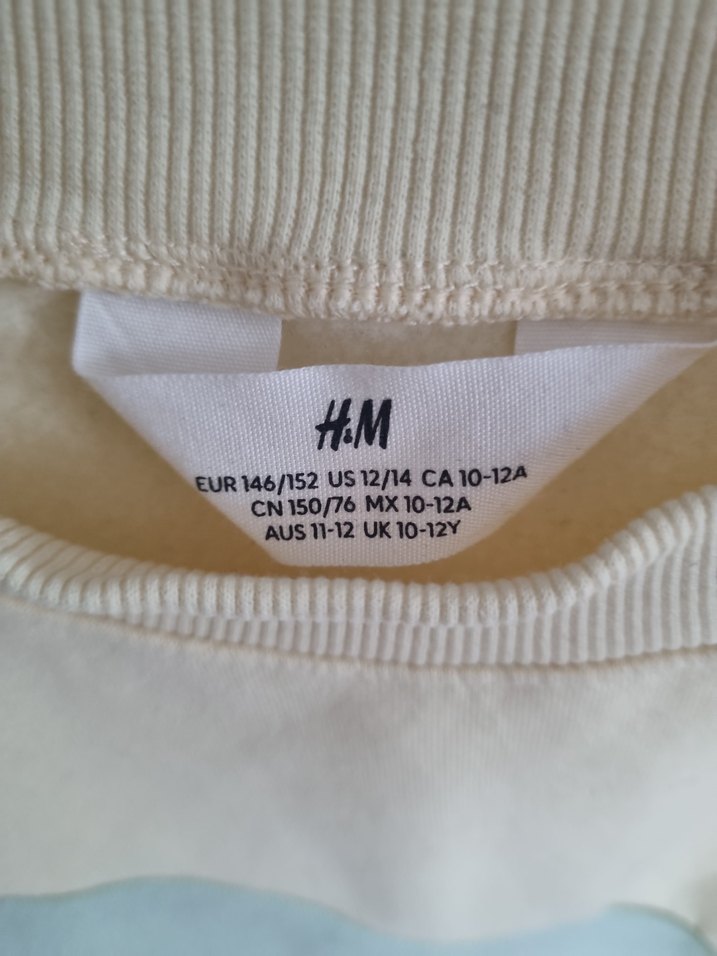 H&M
EUR 146/152 US 12/14 CA 10-12A
CN 150/76 MX 10-12A
AUS 11-12 UK 10-12Y